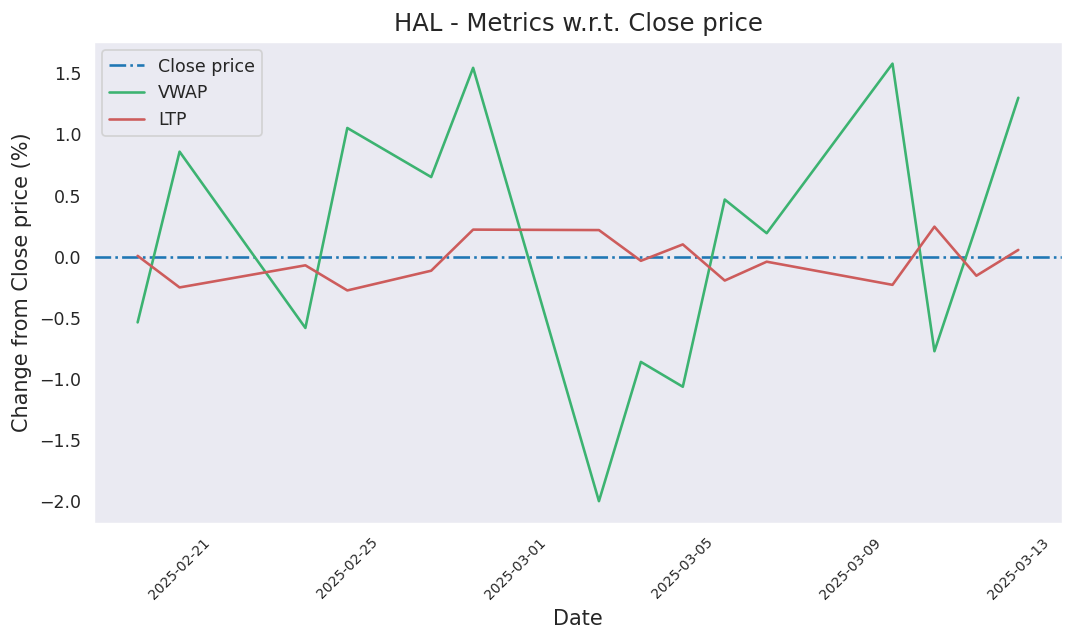 HAL - Metrics w.r.t. Close price
Close price
VWAP
LTP
Change from Close price (%)
1.5
1.0
0.5
0.0
−0.5
−1.0
−1.5
−2.0
2025-02-21
2025-02-25
2025-03-01
2025-03-05
2025-03-09
2025-03-13
Date